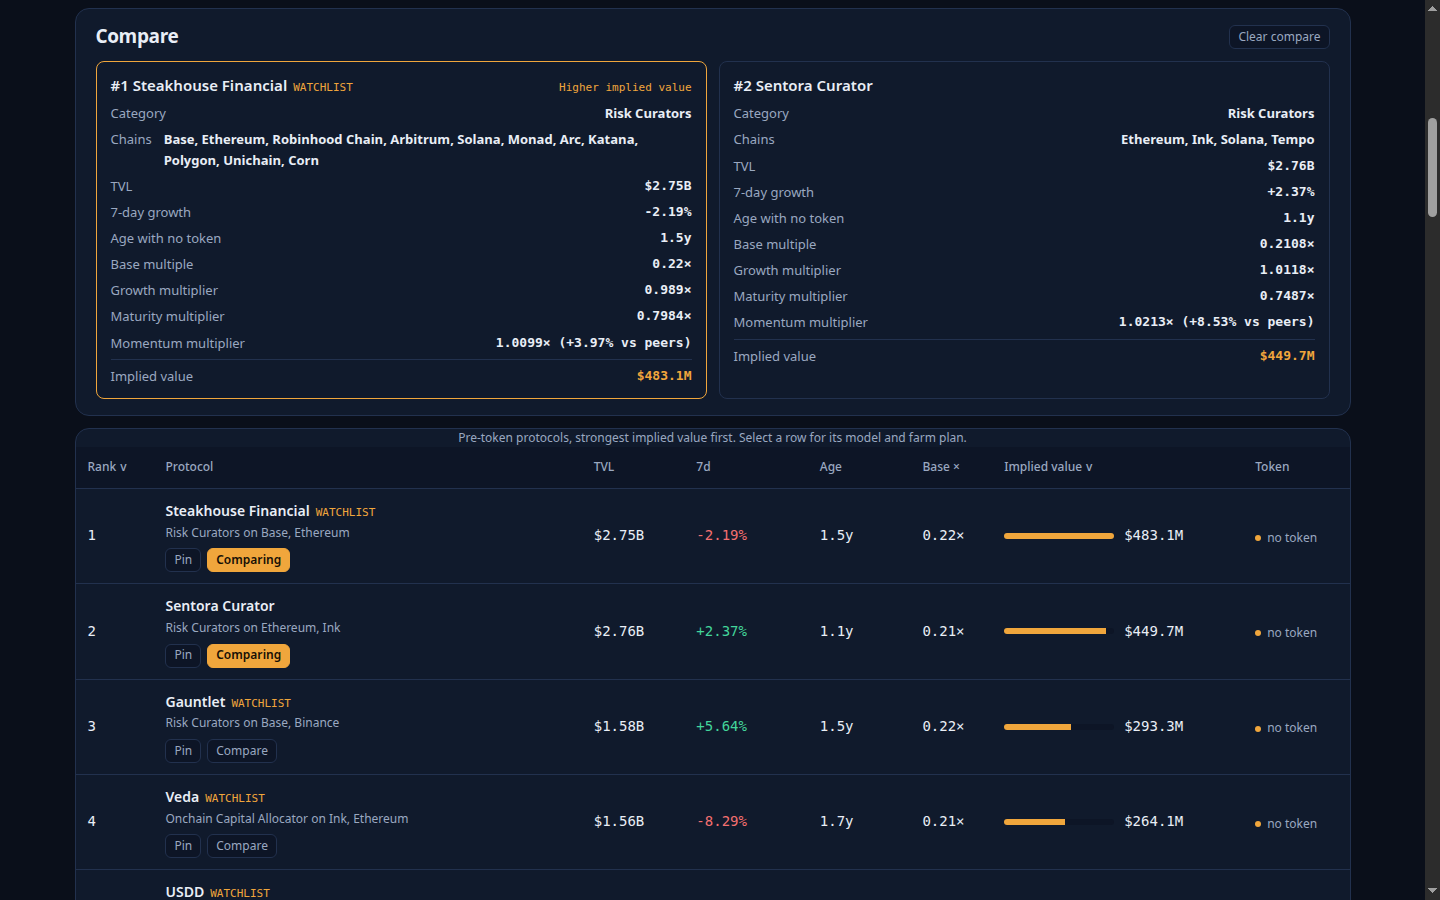 Compare
Clear compare
#1 Steakhouse Financial WATCHLIST Higher implied value
Category Risk Curators
Chains Base, Ethereum, Robinhood Chain, Arbitrum, Solana, Monad, Arc, Katana,
Polygon, Unichain, Corn
TVL $2.75B
7-day growth -2.19%
Age with no token 1.5y
Base multiple 0.22×
Growth multiplier 0.989×
Maturity multiplier 0.7984×
Momentum multiplier 1.0099× (+3.97% vs peers)
Implied value $483.1M
#2 Sentora Curator
Category Risk Curators
Chains Ethereum, Ink, Solana, Tempo
TVL $2.76B
7-day growth +2.37%
Age with no token 1.1y
Base multiple 0.2108×
Growth multiplier 1.0118×
Maturity multiplier 0.7487×
Momentum multiplier 1.0213× (+8.53% vs peers)
Implied value $449.7M
Pre-token protocols, strongest implied value first. Select a row for its model and farm plan.
Rank v Protocol TVL 7d Age Base × Implied value v Token
Steakhouse Financial WATCHLIST
1 Risk Curators on Base, Ethereum $2.75B -2.19% 1.5y 0.22× $483.1M no token
Pin Comparing
Sentora Curator
2 Risk Curators on Ethereum, Ink $2.76B +2.37% 1.1y 0.21× $449.7M no token
Pin Comparing
Gauntlet WATCHLIST
3 Risk Curators on Base, Binance $1.58B +5.64% 1.5y 0.22× $293.3M no token
Pin Compare
Veda WATCHLIST
4 Onchain Capital Allocator on Ink, Ethereum $1.56B -8.29% 1.7y 0.21× $264.1M no token
Pin Compare
USDD WATCHLIST